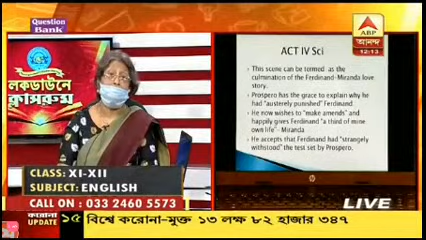 Question
Bank
লকডাউনে
ক্লাসরুম
ABP
আনন্দ
12:13
ACT IV Sci
• This scene can be termed as the
culmination of the Ferdinand-Miranda love
story.
• Prospero has the grace to explain why he
had "austerely punished" Ferdinand
• He now wishes to "make amends" and
happily gives Ferdinand "a third of mine
own life"- Miranda
• He accepts that Ferdinand had "strangely
withstood" the test set by Prospero.
hp
CLASS: XI-XII
SUBJECT: ENGLISH
CALL ON : 033 2460 5573
LIVE
করোনা
UPDATE
১৫ বিশ্বে করোনা-মুক্ত ১৩ লক্ষ ৮২ হাজার ৩৪৭